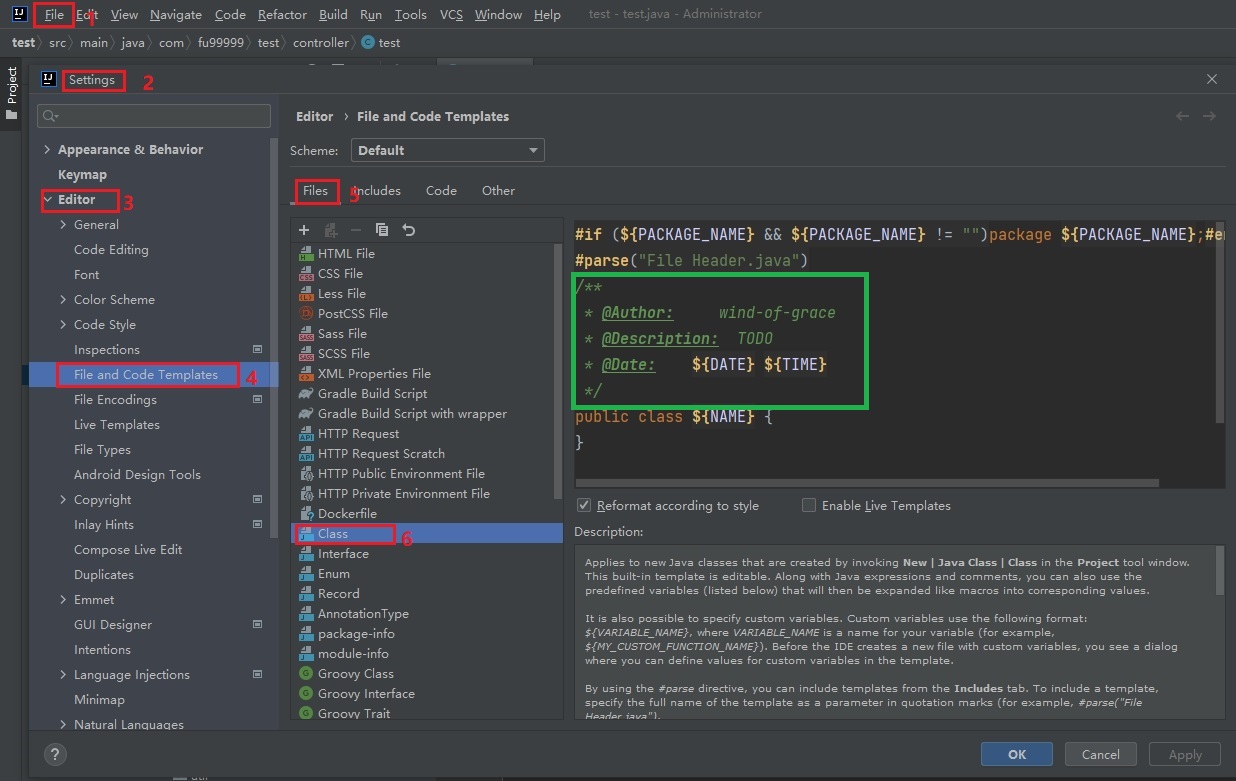 File Edit View Navigate Code Refactor Build Run Tools VCS Window Help test - test.java - Administrator
1
test src main java com fu99999 test controller test
Project
Settings 2
Editor › File and Code Templates
Scheme: Default
Files 5 Includes Code Other
Appearance & Behavior
Keymap
Editor 3
General
Code Editing
Font
Color Scheme
Code Style
Inspections
File and Code Templates 4
File Encodings
Live Templates
File Types
Android Design Tools
Copyright
Inlay Hints
Compose Live Edit
Duplicates
Emmet
GUI Designer
Intentions
Language Injections
Minimap
Natural Languages
HTML File
CSS File
Less File
PostCSS File
Sass File
SCSS File
XML Properties File
Gradle Build Script
Gradle Build Script with wrapper
HTTP Request
HTTP Request Scratch
HTTP Public Environment File
HTTP Private Environment File
Dockerfile
Class 6
Interface
Enum
Record
AnnotationType
package-info
module-info
Groovy Class
Groovy Interface
Groovy Trait
#if (${PACKAGE_NAME} && ${PACKAGE_NAME} != "")package ${PACKAGE_NAME};#en
#parse("File Header.java")
/**
* @Author: wind-of-grace
* @Description: TODO
* @Date: ${DATE} ${TIME}
*/
public class ${NAME} {
}
Reformat according to style Enable Live Templates
Description:
Applies to new Java classes that are created by invoking New | Java Class | Class in the Project tool window.
This built-in template is editable. Along with Java expressions and comments, you can also use the
predefined variables (listed below) that will then be expanded like macros into corresponding values.
It is also possible to specify custom variables. Custom variables use the following format:
${VARIABLE_NAME}, where VARIABLE_NAME is a name for your variable (for example,
${MY_CUSTOM_FUNCTION_NAME}). Before the IDE creates a new file with custom variables, you see a dialog
where you can define values for custom variables in the template.
By using the #parse directive, you can include templates from the Includes tab. To include a template,
specify the full name of the template as a parameter in quotation marks (for example, #parse("File
Header.java").
? OK Cancel Apply